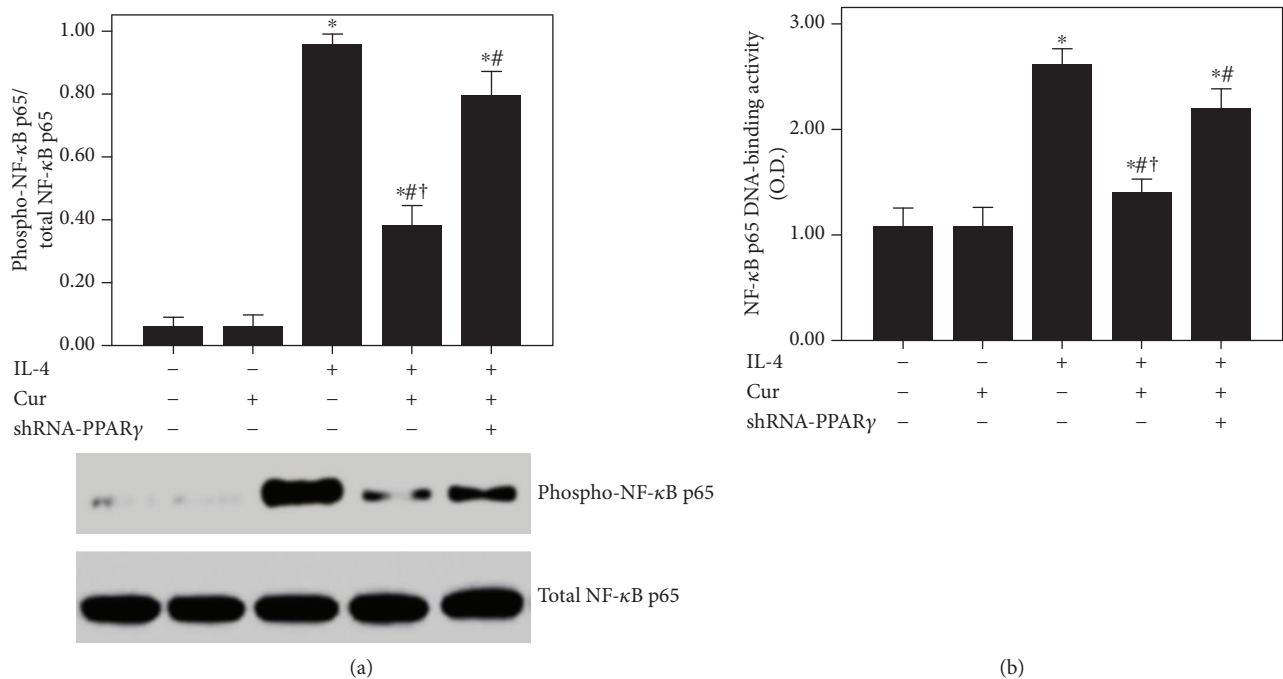 Phospho-NF-κB p65/
total NF-κB p65
1.00
0.80
0.60
0.40
0.20
0.00
*
*#†
*#
IL-4 − − + + +
Cur − + − + +
shRNA-PPARγ − − − − +
Phospho-NF-κB p65
Total NF-κB p65
(a)
NF-κB p65 DNA-binding activity
(O.D.)
3.00
2.00
1.00
0.00
*
*#†
*#
IL-4 − − + + +
Cur − + − + +
shRNA-PPARγ − − − − +
(b)